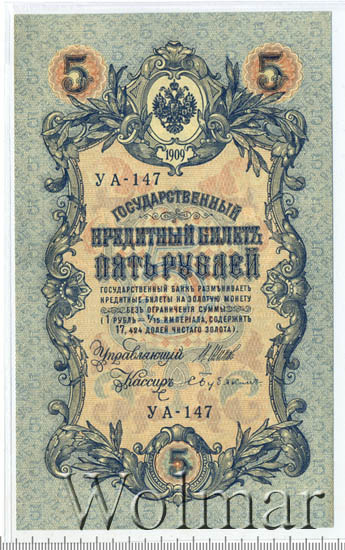 5 5
1909
УА-147
ГОСУДАРСТВЕННЫЙ
КРЕДИТНЫЙ БИЛЕТЪ
ПЯТЬ РУБЛЕЙ
ГОСУДАРСТВЕННЫЙ БАНКЪ РАЗМѢНИВАЕТЪ
КРЕДИТНЫЕ БИЛЕТЫ НА ЗОЛОТУЮ МОНЕТУ
БЕЗЪ ОГРАНИЧЕНІЯ СУММЫ
(1 РУБЛЬ = 1/15 ИМПЕРІАЛА, СОДЕРЖИТЪ
17,424 ДОЛЕЙ ЧИСТАГО ЗОЛОТА).
Управляющій
Кассиръ
УА-147
5
Wolmar